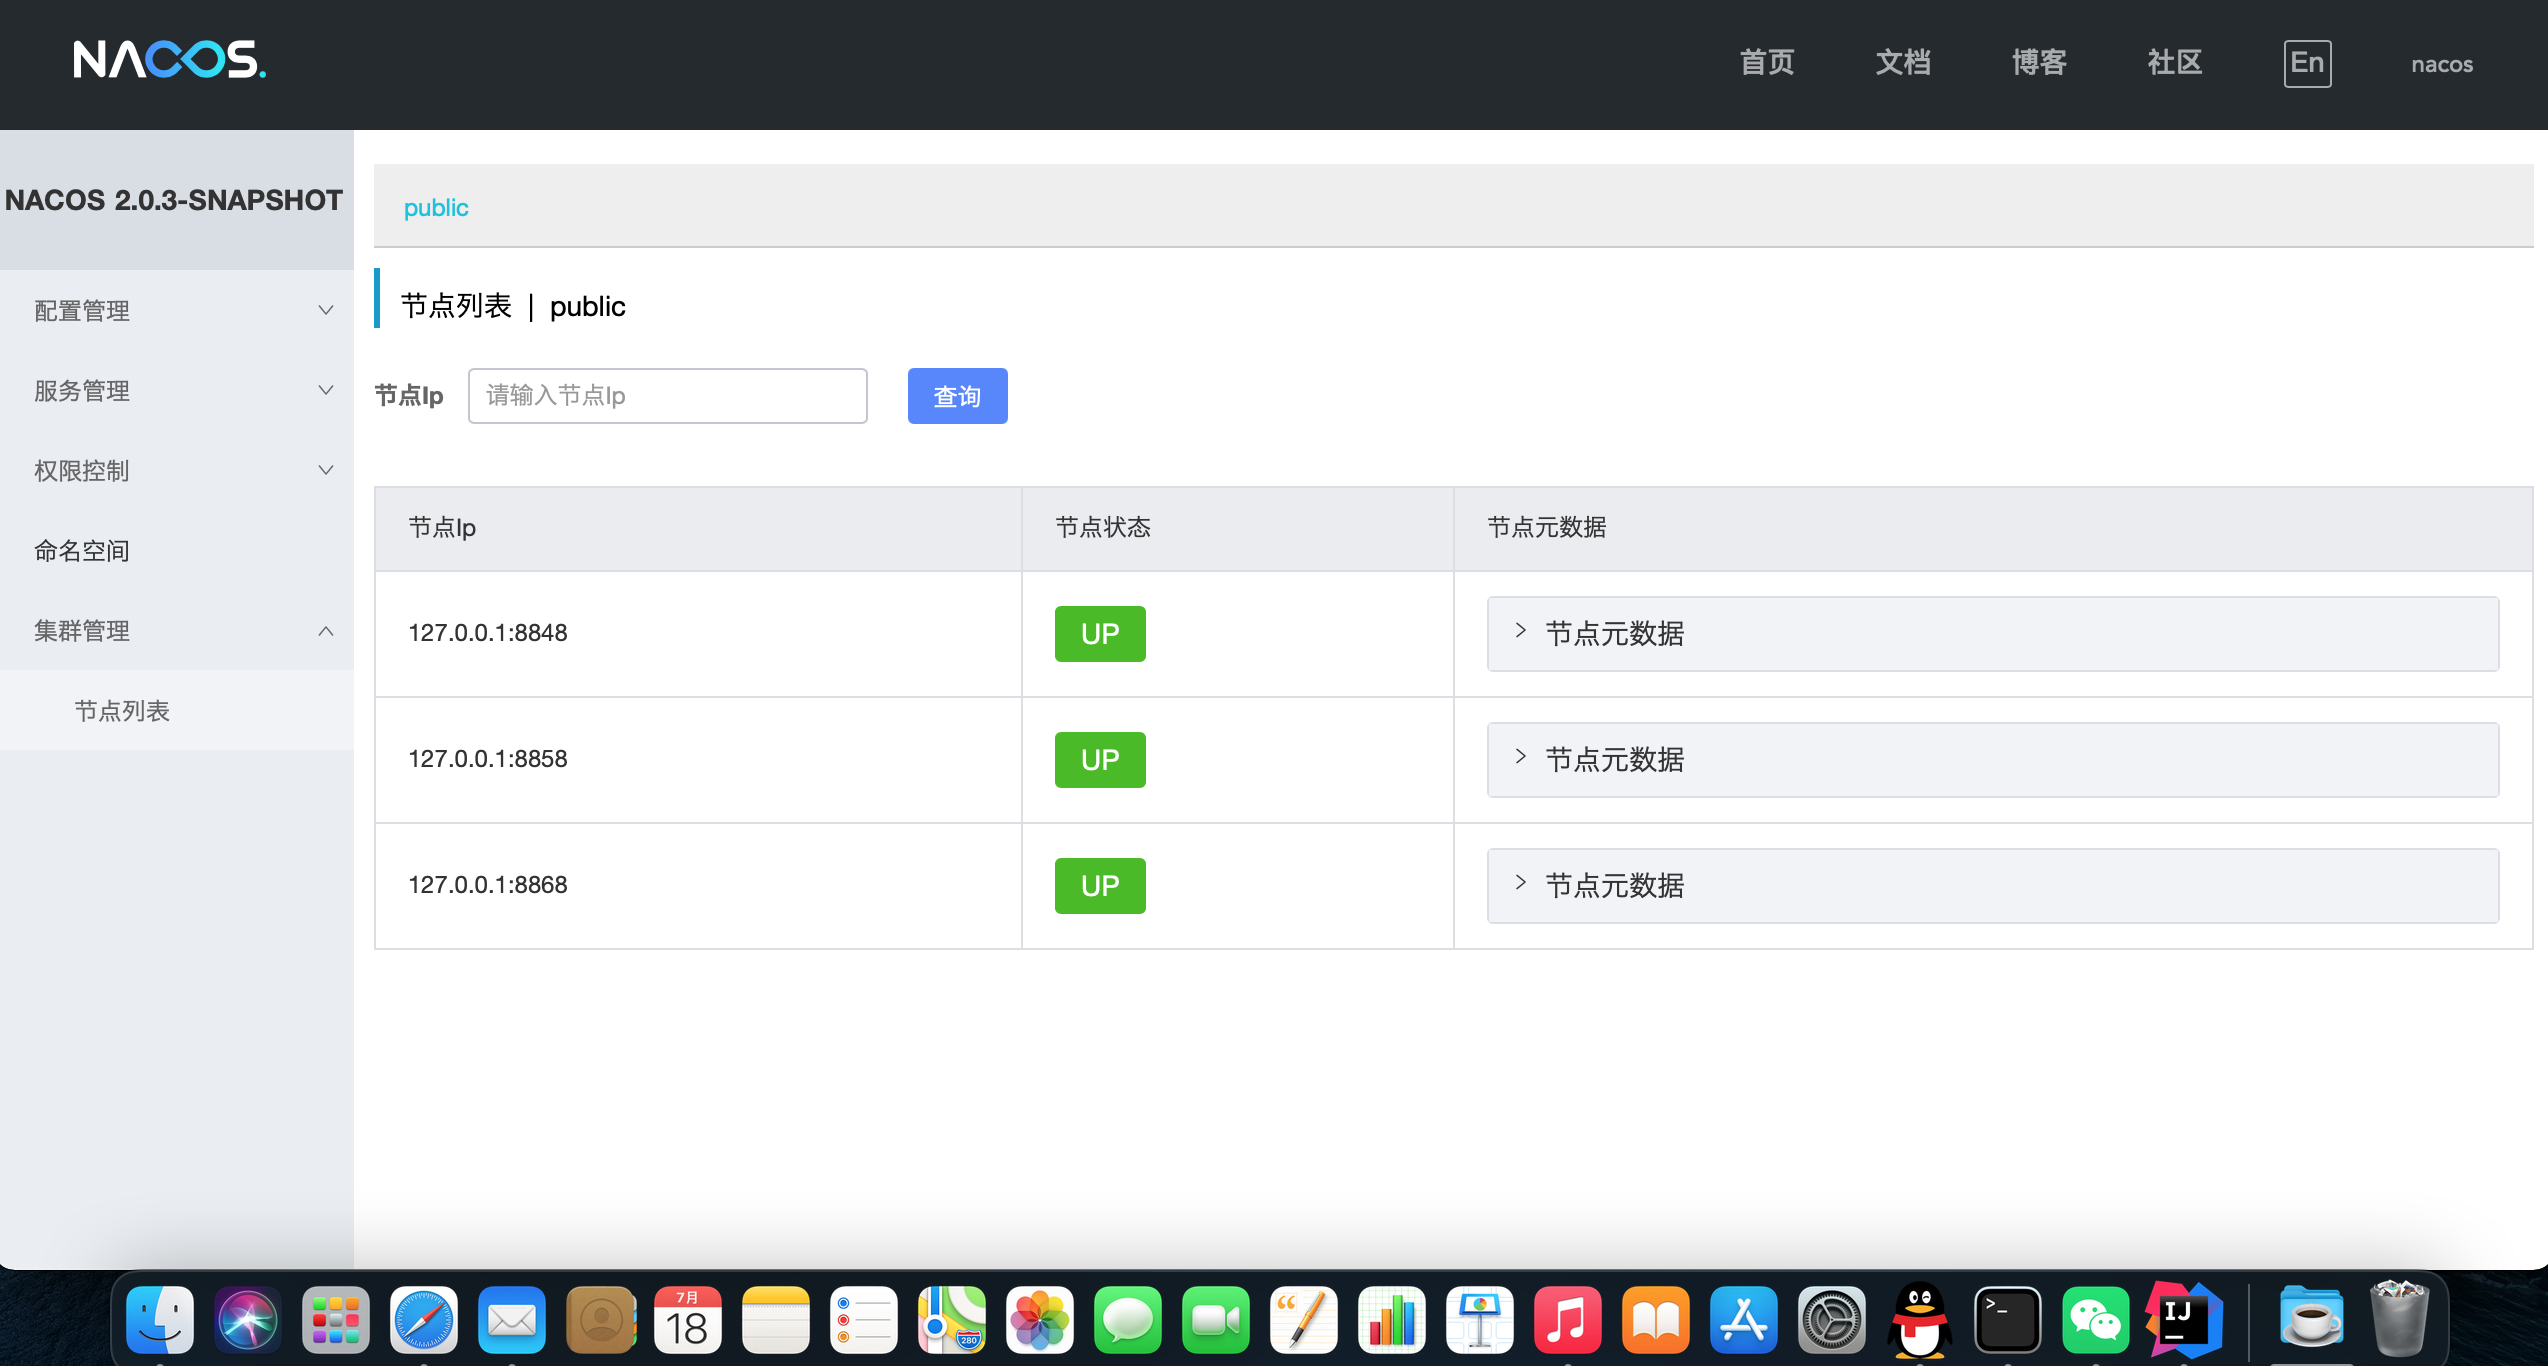 NACOS.
首页
文档
博客
社区
En
nacos
NACOS 2.0.3-SNAPSHOT
配置管理
服务管理
权限控制
命名空间
集群管理
节点列表
public
节点列表 | public
节点Ip 请输入节点Ip 查询
节点Ip 节点状态 节点元数据
127.0.0.1:8848 UP 节点元数据
127.0.0.1:8858 UP 节点元数据
127.0.0.1:8868 UP 节点元数据
7月
18
280
>_
IJ